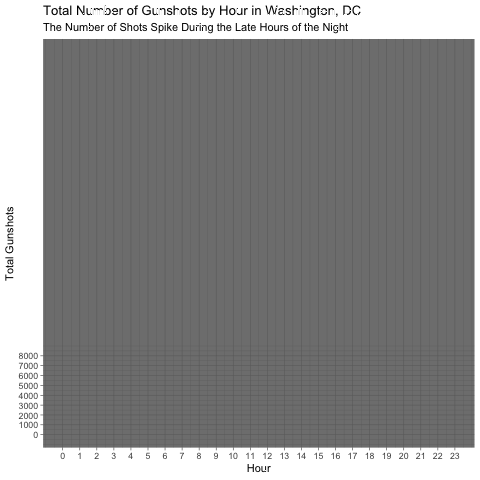 Total Number of Gunshots by Hour in Washington, DC
The Number of Shots Spike During the Late Hours of the Night
Total Gunshots
8000
7000
6000
5000
4000
3000
2000
1000
0
0 1 2 3 4 5 6 7 8 9 10 11 12 13 14 15 16 17 18 19 20 21 22 23
Hour